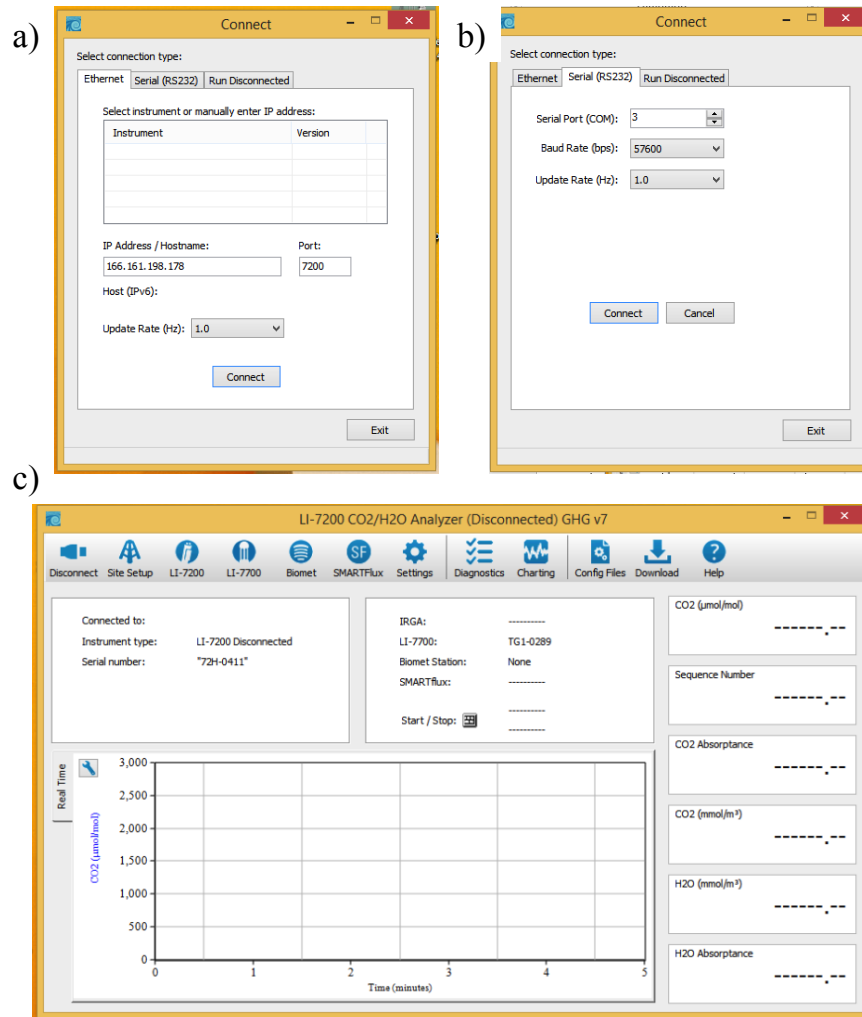 a)
Connect
Select connection type:
Ethernet Serial (RS232) Run Disconnected
Select instrument or manually enter IP address:
Instrument Version
IP Address / Hostname: Port:
166.161.198.178 7200
Host (IPv6):
Update Rate (Hz): 1.0
Connect
Exit
b)
Connect
Select connection type:
Ethernet Serial (RS232) Run Disconnected
Serial Port (COM): 3
Baud Rate (bps): 57600
Update Rate (Hz): 1.0
Connect Cancel
Exit
c)
LI-7200 CO2/H2O Analyzer (Disconnected) GHG v7
SF
Disconnect Site Setup LI-7200 LI-7700 Biomet SMARTFlux Settings Diagnostics Charting Config Files Download Help
Connected to:
Instrument type: LI-7200 Disconnected
Serial number: "72H-0411"
IRGA: ----------
LI-7700: TG1-0289
Biomet Station: None
SMARTflux: ----------
----------
Start / Stop:
----------
CO2 (µmol/mol)
------.--
Sequence Number
------.--
CO2 Absorptance
------.--
CO2 (mmol/m³)
------.--
H2O (mmol/m³)
------.--
H2O Absorptance
------.--
Real Time
CO2 (µmol/mol)
3,000
2,500
2,000
1,500
1,000
500
0
0 1 2 3 4 5
Time (minutes)